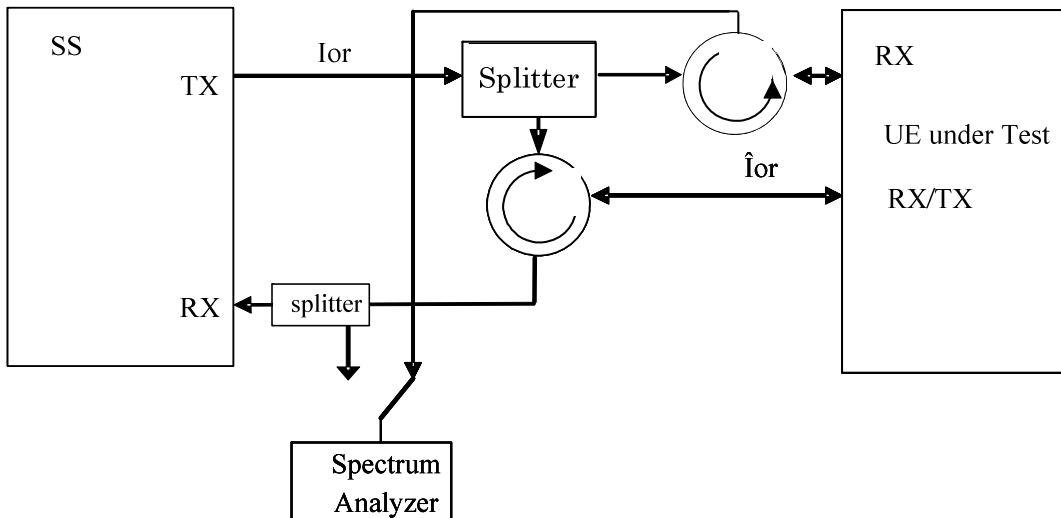 SS
TX
Ior
Splitter
RX
UE under Test
Îor
RX/TX
RX
splitter
Spectrum
Analyzer